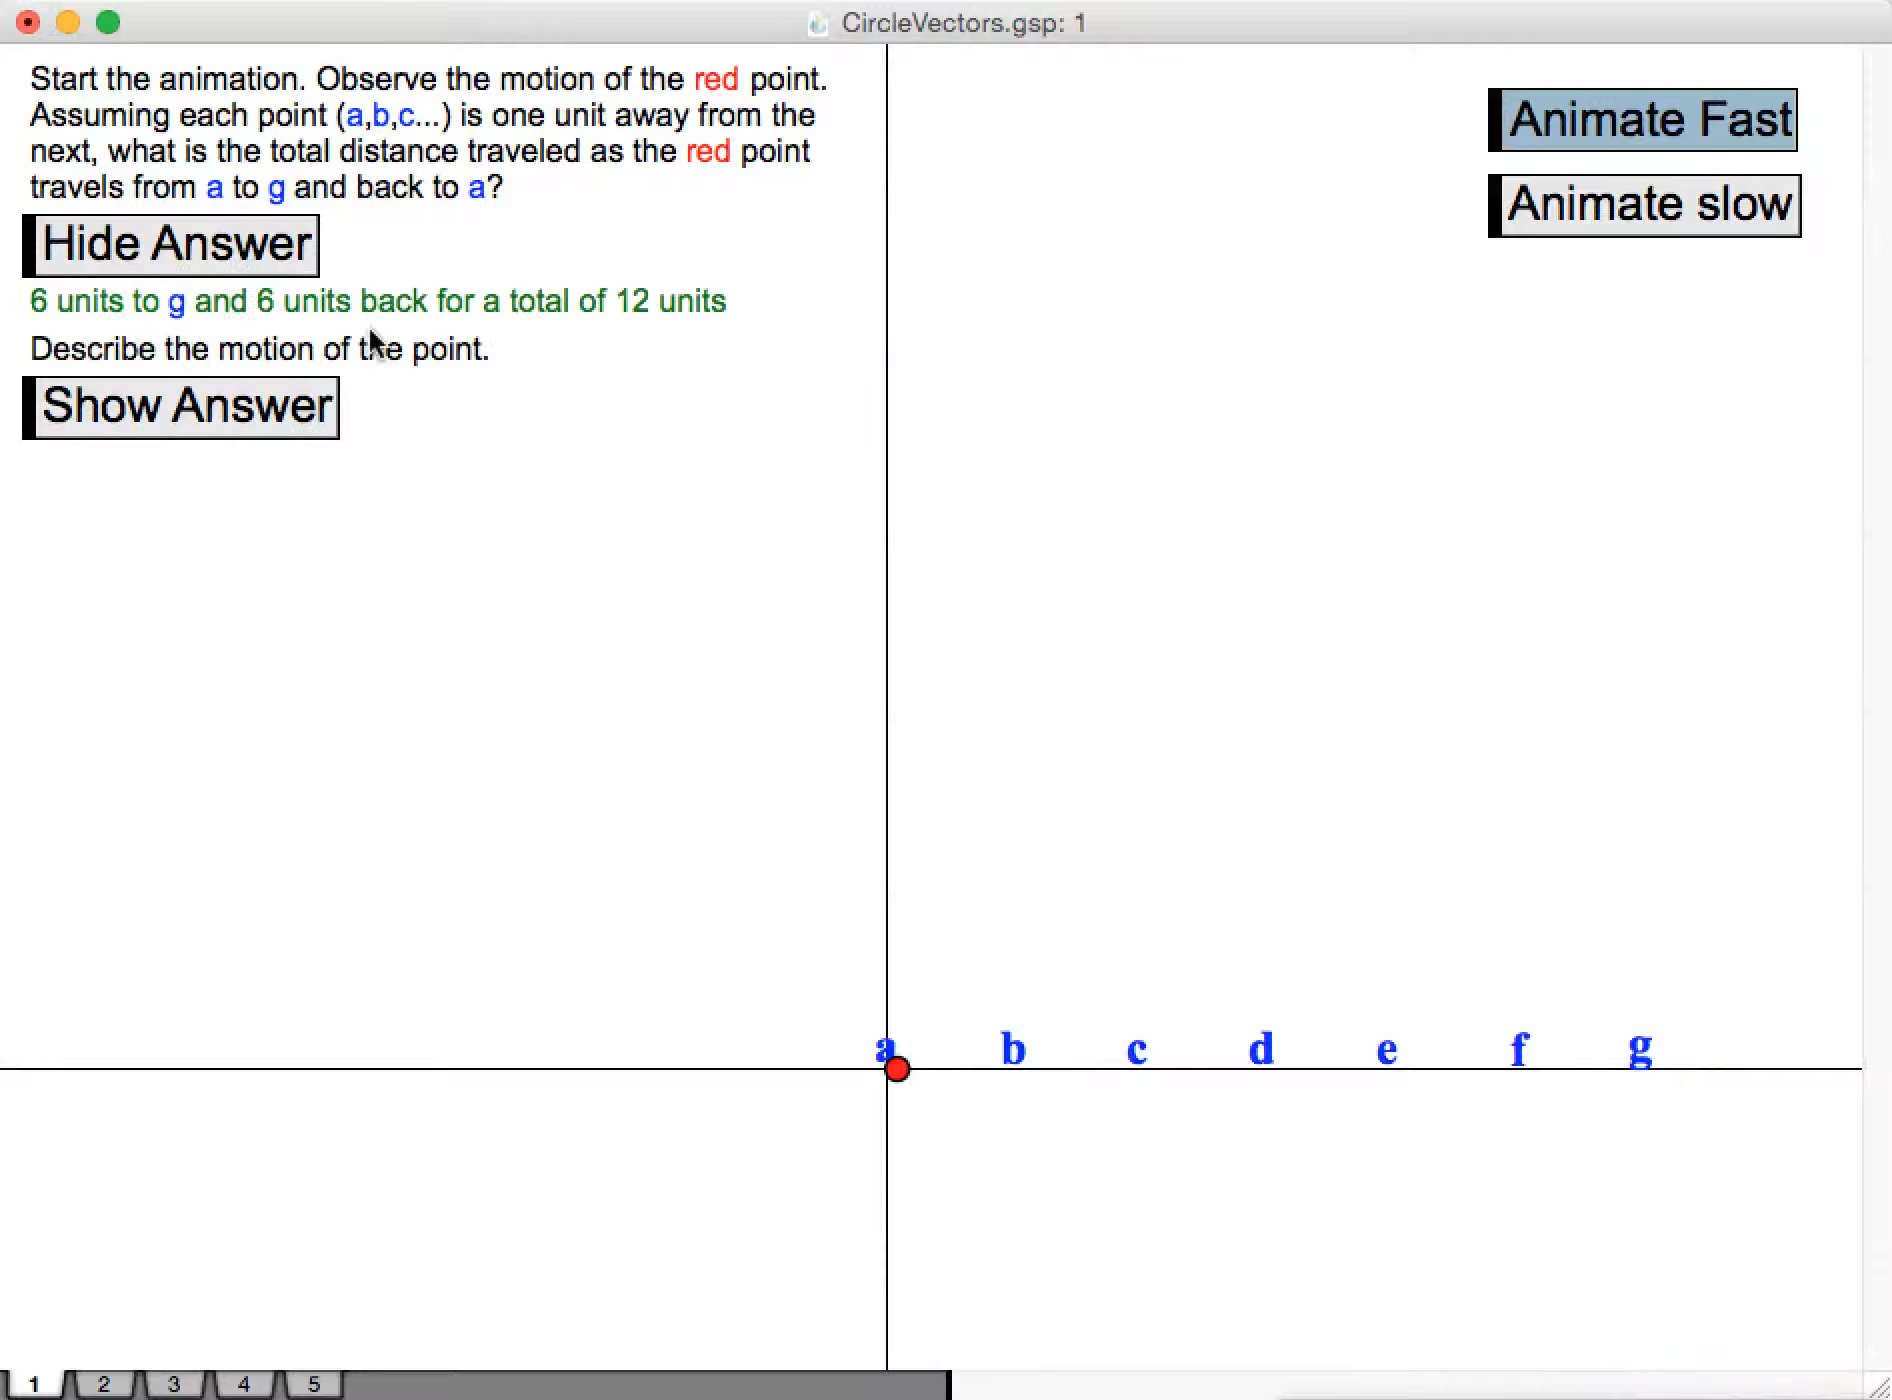 CircleVectors.gsp: 1
Start the animation. Observe the motion of the red point.
Assuming each point (a,b,c...) is one unit away from the
next, what is the total distance traveled as the red point
travels from a to g and back to a?
Hide Answer
6 units to g and 6 units back for a total of 12 units
Describe the motion of the point.
Show Answer
Animate Fast
Animate slow
a b c d e f g
1 2 3 4 5